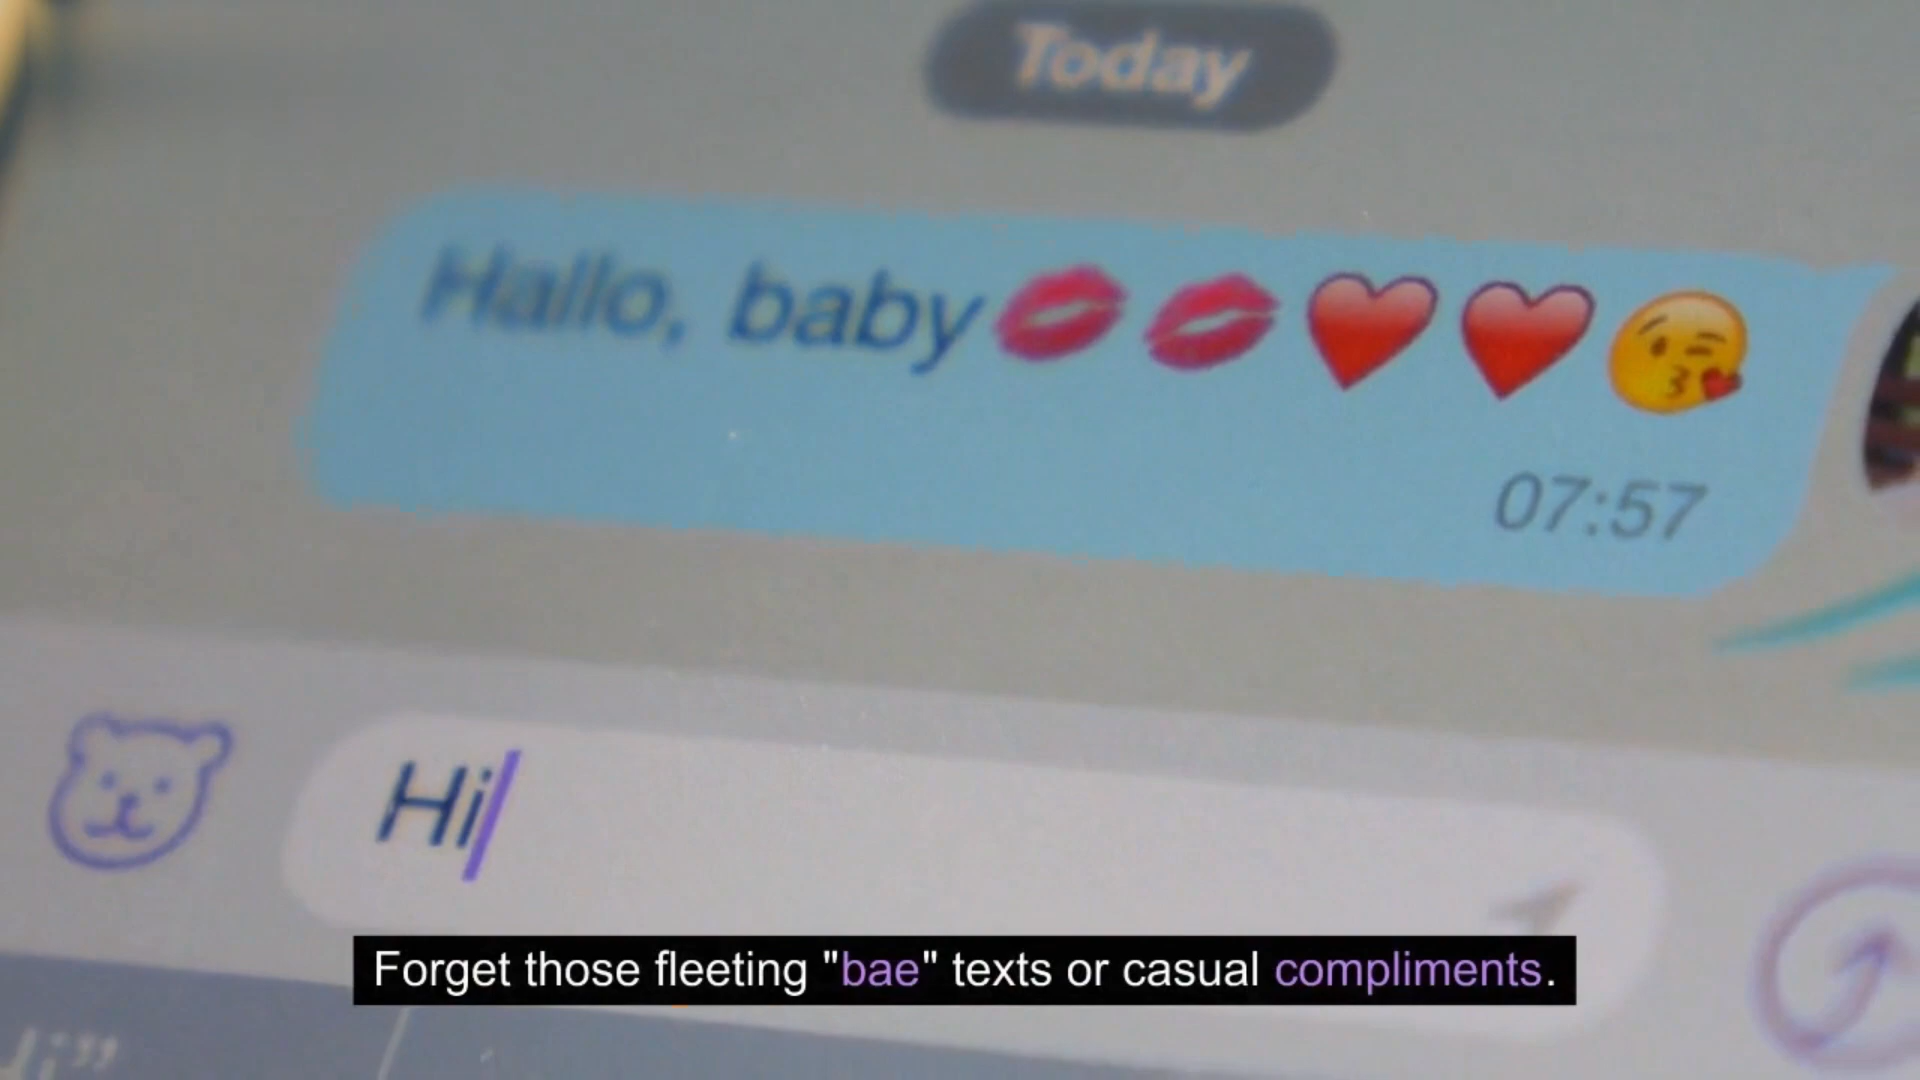 Today
Hallo, baby💋💋❤️❤️😘
07:57
Hi
Forget those fleeting "bae" texts or casual compliments.